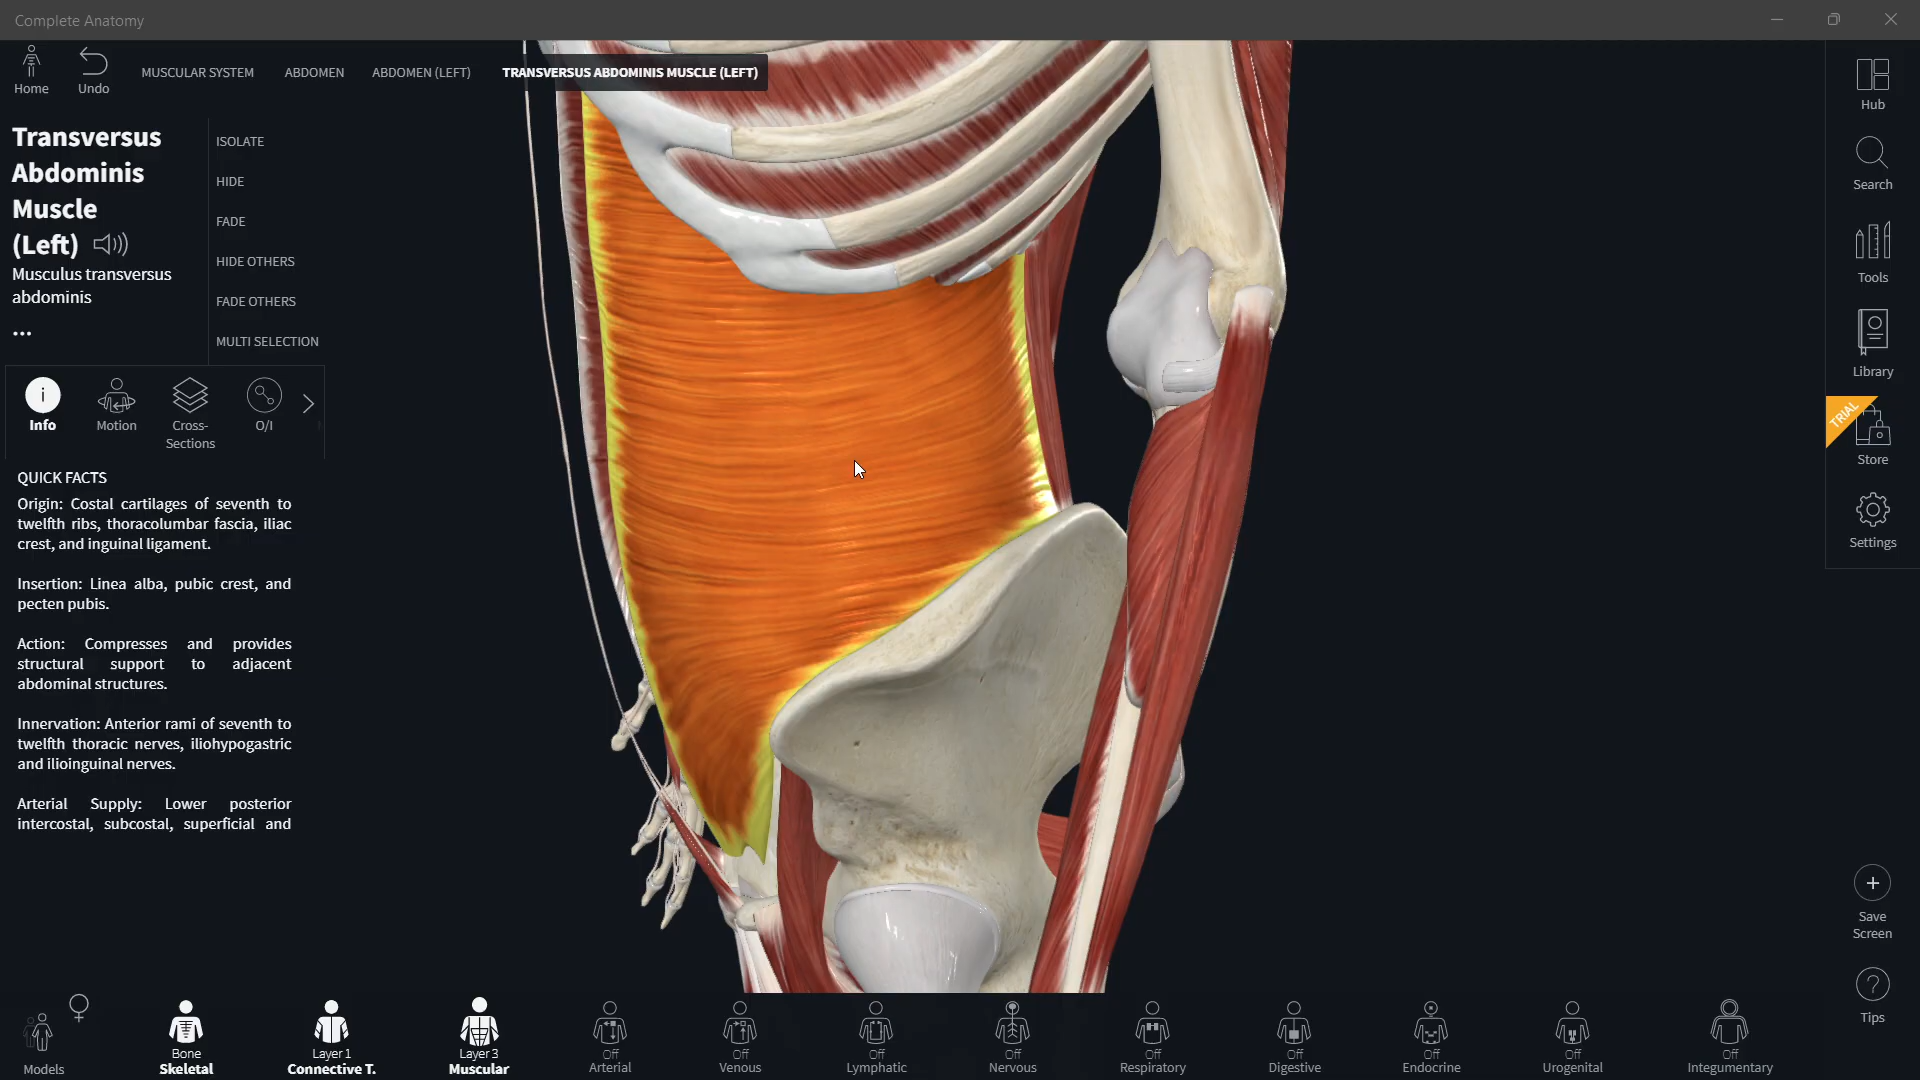 Complete Anatomy
Home
Undo
MUSCULAR SYSTEM
ABDOMEN
ABDOMEN (LEFT)
TRANSVERSUS ABDOMINIS MUSCLE (LEFT)
Transversus
Abdominis
Muscle
(Left)
Musculus transversus
abdominis
...
ISOLATE
HIDE
FADE
HIDE OTHERS
FADE OTHERS
MULTI SELECTION
Info
Motion
Cross-
Sections
O/I
QUICK FACTS
Origin: Costal cartilages of seventh to
twelfth ribs, thoracolumbar fascia, iliac
crest, and inguinal ligament.
Insertion: Linea alba, pubic crest, and
pecten pubis.
Action: Compresses and provides
structural support to adjacent
abdominal structures.
Innervation: Anterior rami of seventh to
twelfth thoracic nerves, iliohypogastric
and ilioinguinal nerves.
Arterial Supply: Lower posterior
intercostal, subcostal, superficial and
Hub
Search
Tools
Library
TRIAL
Store
Settings
Save
Screen
Tips
Models
Bone
Skeletal
Layer 1
Connective T.
Layer 3
Muscular
Off
Arterial
Off
Venous
Off
Lymphatic
Off
Nervous
Off
Respiratory
Off
Digestive
Off
Endocrine
Off
Urogenital
Off
Integumentary